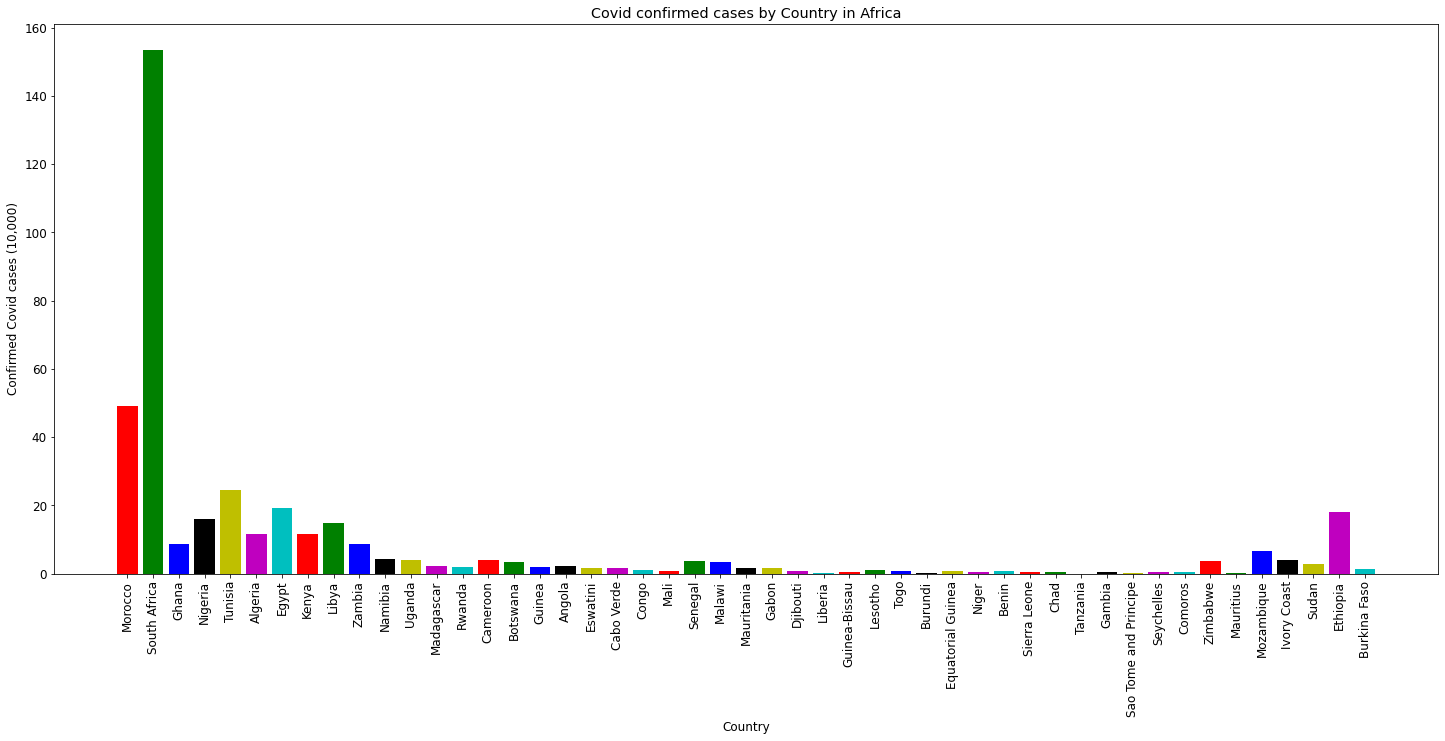 Covid confirmed cases by Country in Africa
Confirmed Covid cases (10,000)
160
140
120
100
80
60
40
20
0
Morocco
South Africa
Ghana
Nigeria
Tunisia
Algeria
Egypt
Kenya
Libya
Zambia
Namibia
Uganda
Madagascar
Rwanda
Cameroon
Botswana
Guinea
Angola
Eswatini
Cabo Verde
Congo
Mali
Senegal
Malawi
Mauritania
Gabon
Djibouti
Liberia
Guinea-Bissau
Lesotho
Togo
Burundi
Equatorial Guinea
Niger
Benin
Sierra Leone
Chad
Tanzania
Gambia
Sao Tome and Principe
Seychelles
Comoros
Zimbabwe
Mauritius
Mozambique
Ivory Coast
Sudan
Ethiopia
Burkina Faso
Country